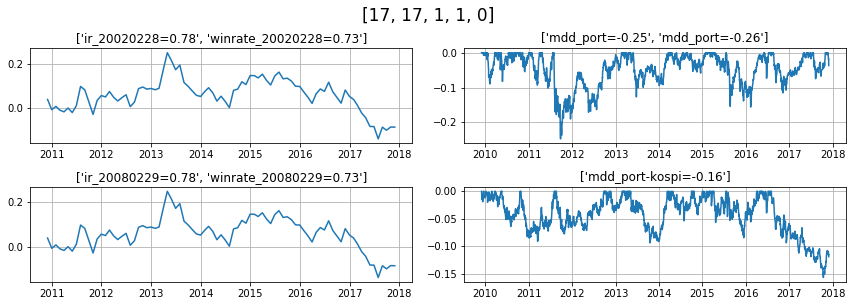 [17, 17, 1, 1, 0]
['ir_20020228=0.78', 'winrate_20020228=0.73']
0.2
0.0
2011 2012 2013 2014 2015 2016 2017 2018
['mdd_port=-0.25', 'mdd_port=-0.26']
0.0
−0.1
−0.2
2010 2011 2012 2013 2014 2015 2016 2017 2018
['ir_20080229=0.78', 'winrate_20080229=0.73']
0.2
0.0
2011 2012 2013 2014 2015 2016 2017 2018
['mdd_port-kospi=-0.16']
0.00
−0.05
−0.10
−0.15
2010 2011 2012 2013 2014 2015 2016 2017 2018